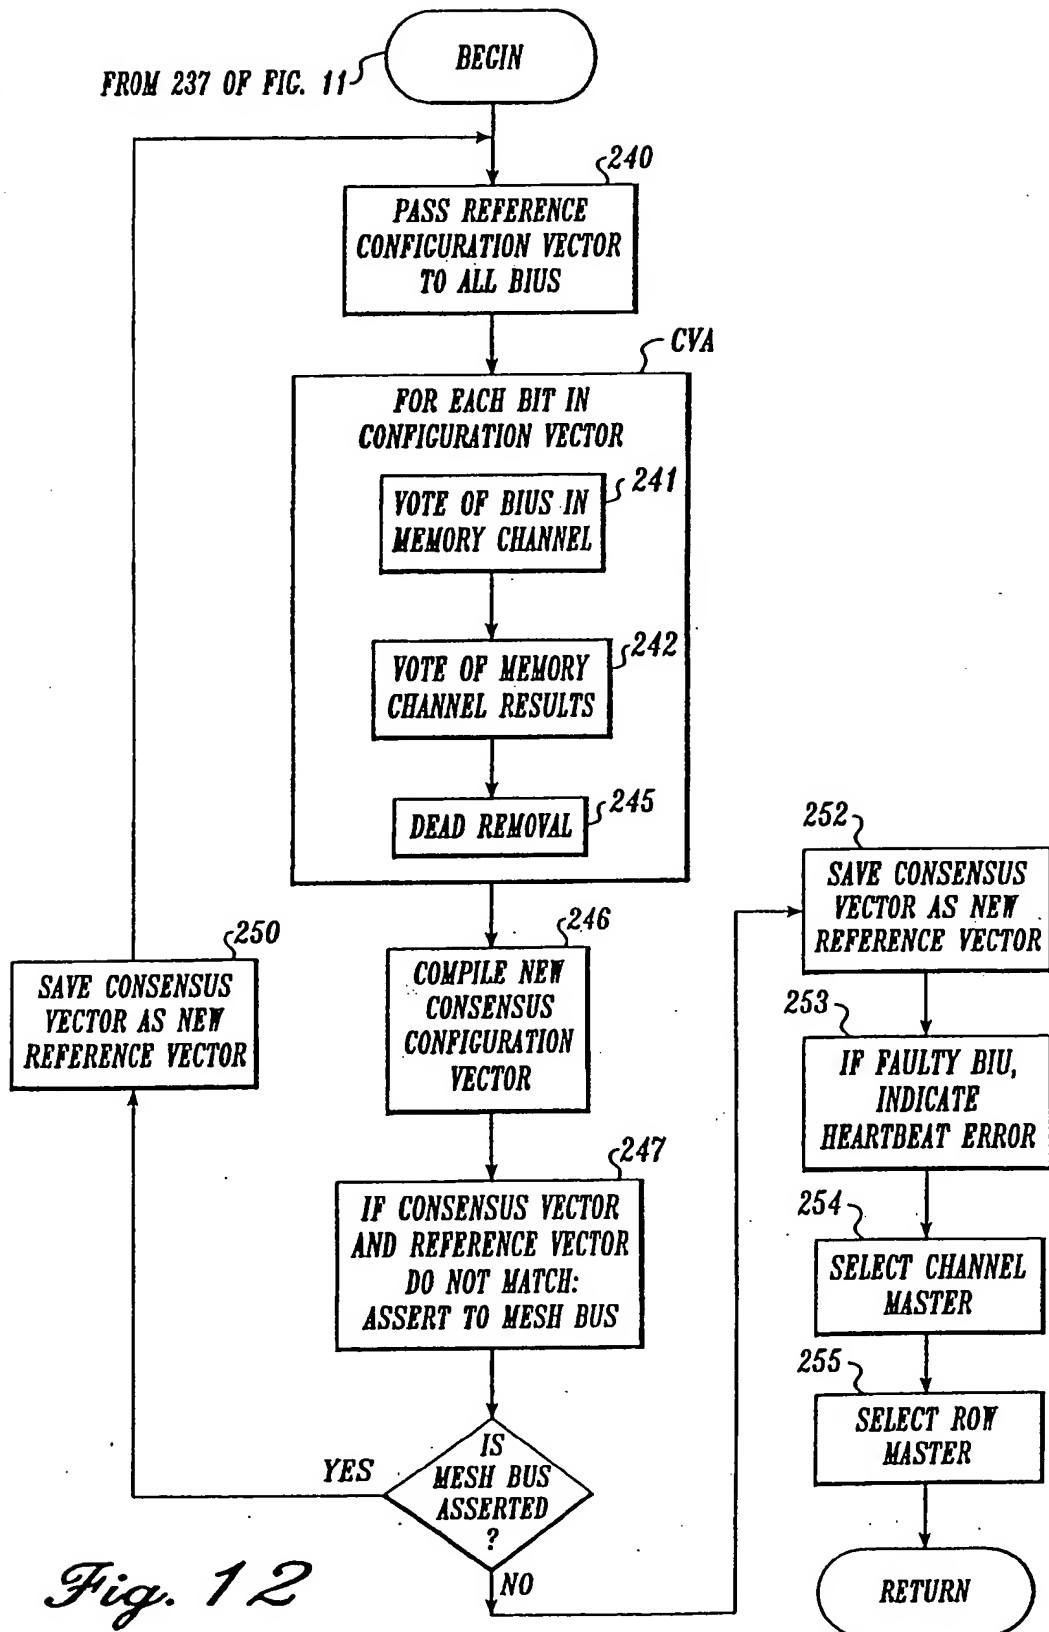 BEGIN
FROM 237 OF FIG. 11
240
PASS REFERENCE
CONFIGURATION VECTOR
TO ALL BIUS
CVA
FOR EACH BIT IN
CONFIGURATION VECTOR
241
VOTE OF BIUS IN
MEMORY CHANNEL
242
VOTE OF MEMORY
CHANNEL RESULTS
245
DEAD REMOVAL
246
COMPILE NEW
CONSENSUS
CONFIGURATION
VECTOR
247
IF CONSENSUS VECTOR
AND REFERENCE VECTOR
DO NOT MATCH:
ASSERT TO MESH BUS
IS
MESH BUS
ASSERTED
?
YES
NO
250
SAVE CONSENSUS
VECTOR AS NEW
REFERENCE VECTOR
252
SAVE CONSENSUS
VECTOR AS NEW
REFERENCE VECTOR
253
IF FAULTY BIU,
INDICATE
HEARTBEAT ERROR
254
SELECT CHANNEL
MASTER
255
SELECT ROW
MASTER
RETURN
Fig. 12